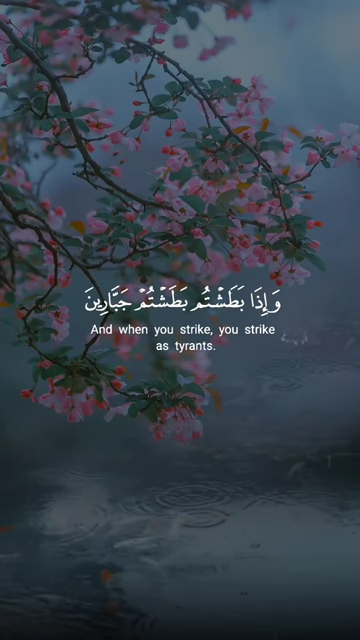 وَإِذَا بَطَشْتُم بَطَشْتُمْ جَبَّارِينَ
And when you strike, you strike
as tyrants.